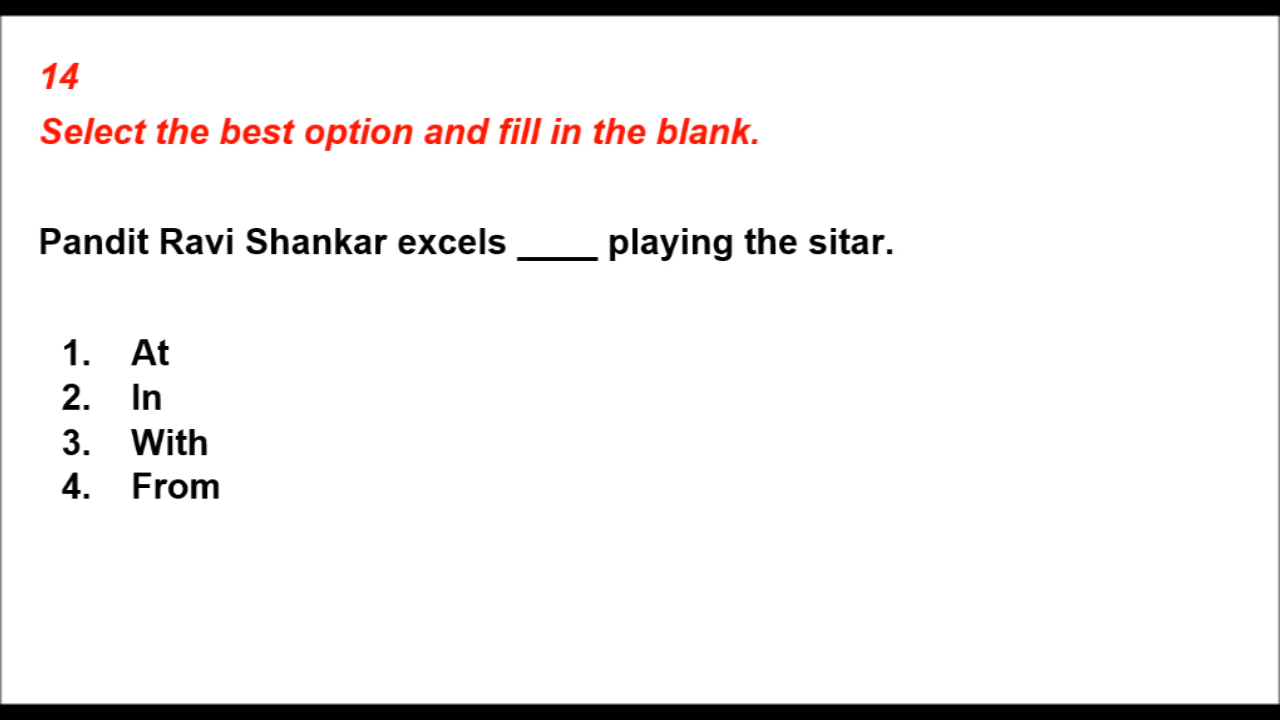 14
Select the best option and fill in the blank.
Pandit Ravi Shankar excels ____ playing the sitar.
1. At
2. In
3. With
4. From